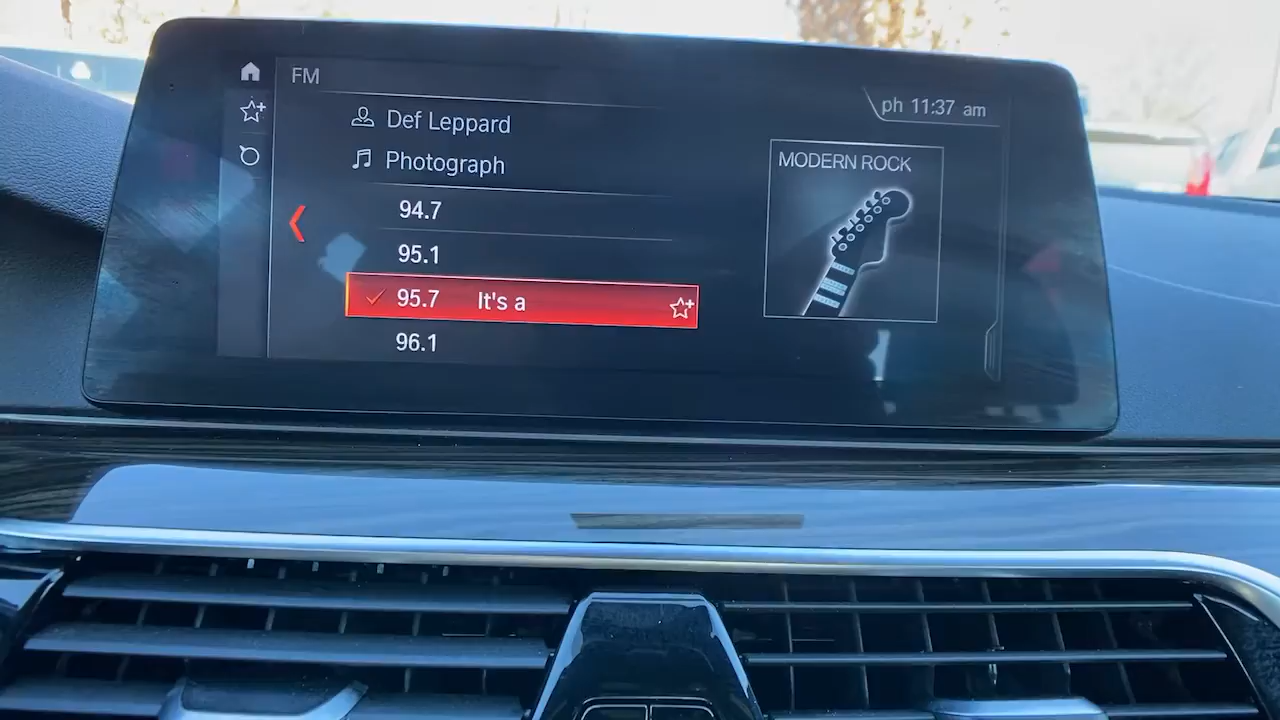 FM
ph 11:37 am
Def Leppard
Photograph
94.7
95.1
95.7 It's a
96.1
MODERN ROCK